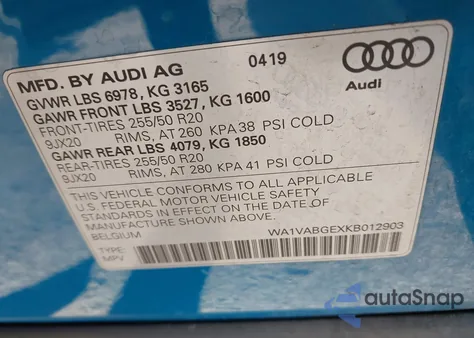 MFD. BY AUDI AG 0419
GVWR LBS 6978, KG 3165
GAWR FRONT LBS 3527, KG 1600
FRONT-TIRES 255/50 R20
9JX20 RIMS, AT 260 KPA 38 PSI COLD
GAWR REAR LBS 4079, KG 1850
REAR-TIRES 255/50 R20
9JX20 RIMS, AT 280 KPA 41 PSI COLD
Audi
THIS VEHICLE CONFORMS TO ALL APPLICABLE
U.S. FEDERAL MOTOR VEHICLE SAFETY
STANDARDS IN EFFECT ON THE DATE OF
MANUFACTURE SHOWN ABOVE.
BELGIUM WA1VABGEXKB012903
TYPE:
autoSnap